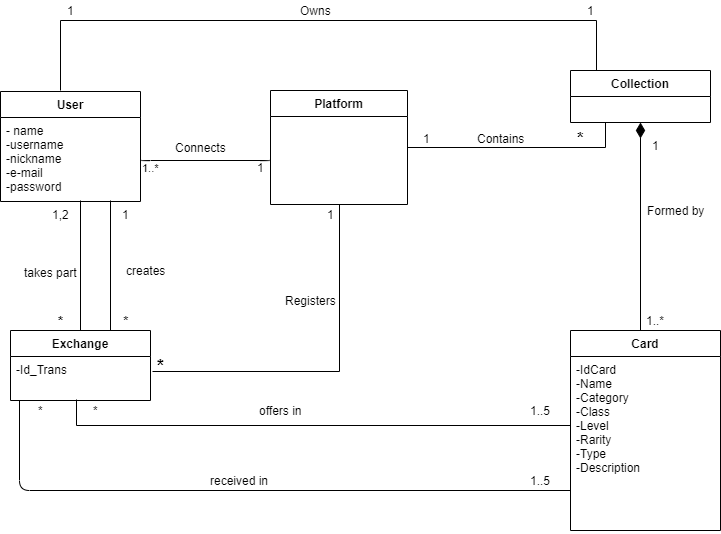 1
Owns
1
Collection
User
- name
-username
-nickname
-e-mail
-password
Platform
Connects
1..*
1
1
Contains
*
1
Formed by
1..*
1,2
1
takes part
creates
*
*
1
Registers
*
Exchange
-Id_Trans
*
*
offers in
1..5
received in
1..5
Card
-IdCard
-Name
-Category
-Class
-Level
-Rarity
-Type
-Description